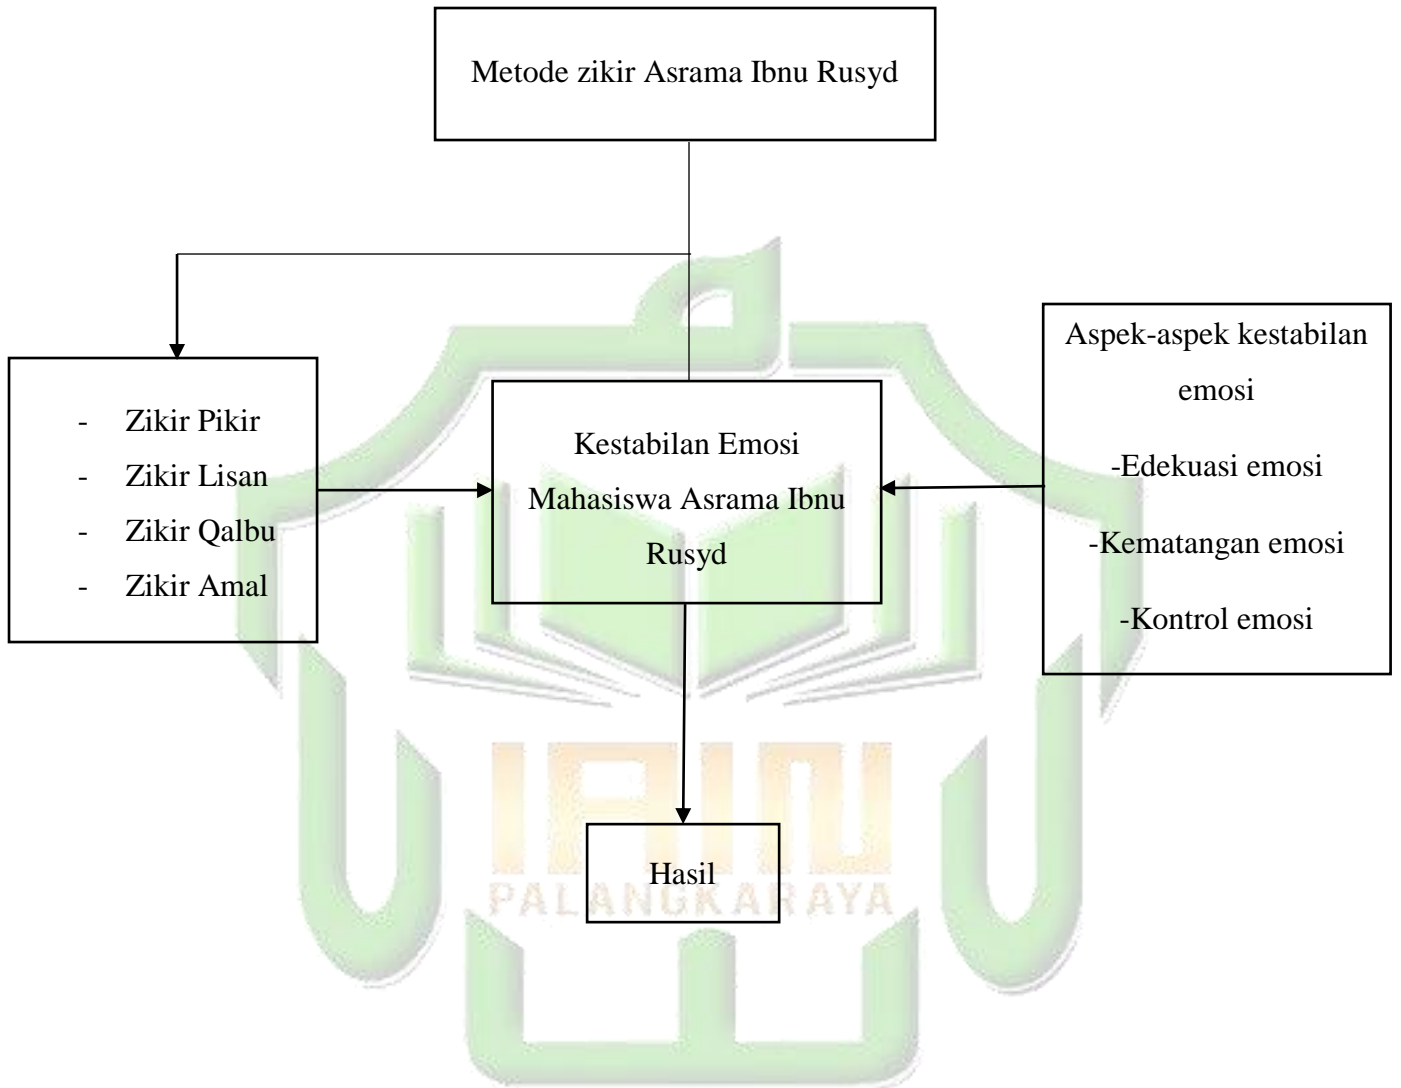 Metode zikir Asrama Ibnu Rusyd
- Zikir Pikir
- Zikir Lisan
- Zikir Qalbu
- Zikir Amal
Kestabilan Emosi
Mahasiswa Asrama Ibnu
Rusyd
Aspek-aspek kestabilan
emosi
-Edekuasi emosi
-Kematangan emosi
-Kontrol emosi
Hasil
IAIN
PALANGKARAYA